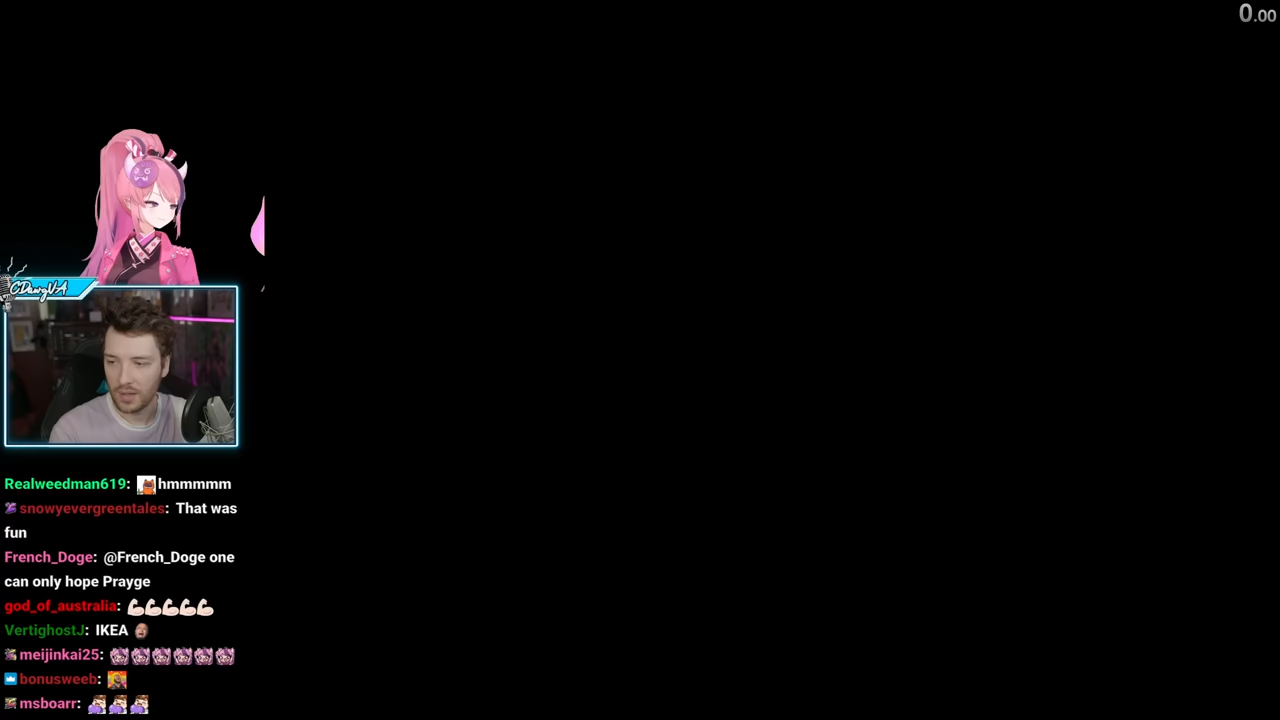 0.00
CDawgVA
Realweedman619: hmmmmm
snowyevergreentales: That was
fun
French_Doge: @French_Doge one
can only hope Prayge
god_of_australia:
VertighostJ: IKEA
meijinkai25:
bonusweeb:
msboarr: